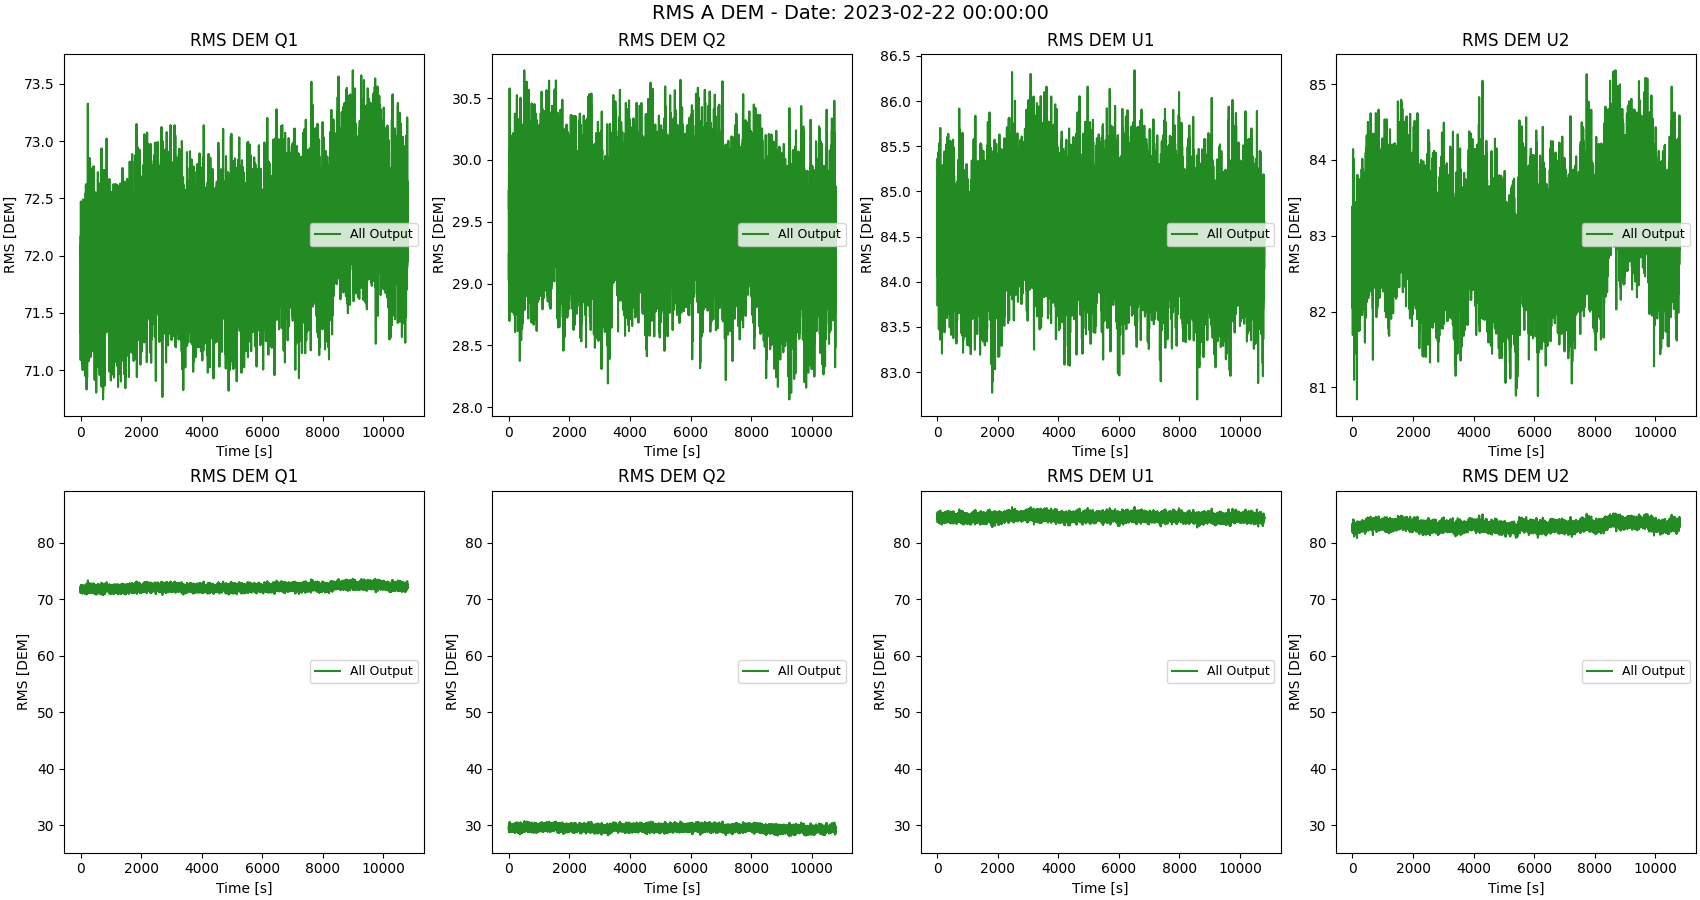 RMS A DEM - Date: 2023-02-22 00:00:00
RMS DEM Q1
RMS [DEM]
73.5
73.0
72.5
72.0
71.5
71.0
All Output
0 2000 4000 6000 8000 10000
Time [s]
RMS DEM Q2
RMS [DEM]
30.5
30.0
29.5
29.0
28.5
28.0
All Output
0 2000 4000 6000 8000 10000
Time [s]
RMS DEM U1
RMS [DEM]
86.5
86.0
85.5
85.0
84.5
84.0
83.5
83.0
All Output
0 2000 4000 6000 8000 10000
Time [s]
RMS DEM U2
RMS [DEM]
85
84
83
82
81
All Output
0 2000 4000 6000 8000 10000
Time [s]
RMS DEM Q1
RMS [DEM]
80
70
60
50
40
30
All Output
0 2000 4000 6000 8000 10000
Time [s]
RMS DEM Q2
RMS [DEM]
80
70
60
50
40
30
All Output
0 2000 4000 6000 8000 10000
Time [s]
RMS DEM U1
RMS [DEM]
80
70
60
50
40
30
All Output
0 2000 4000 6000 8000 10000
Time [s]
RMS DEM U2
RMS [DEM]
80
70
60
50
40
30
All Output
0 2000 4000 6000 8000 10000
Time [s]